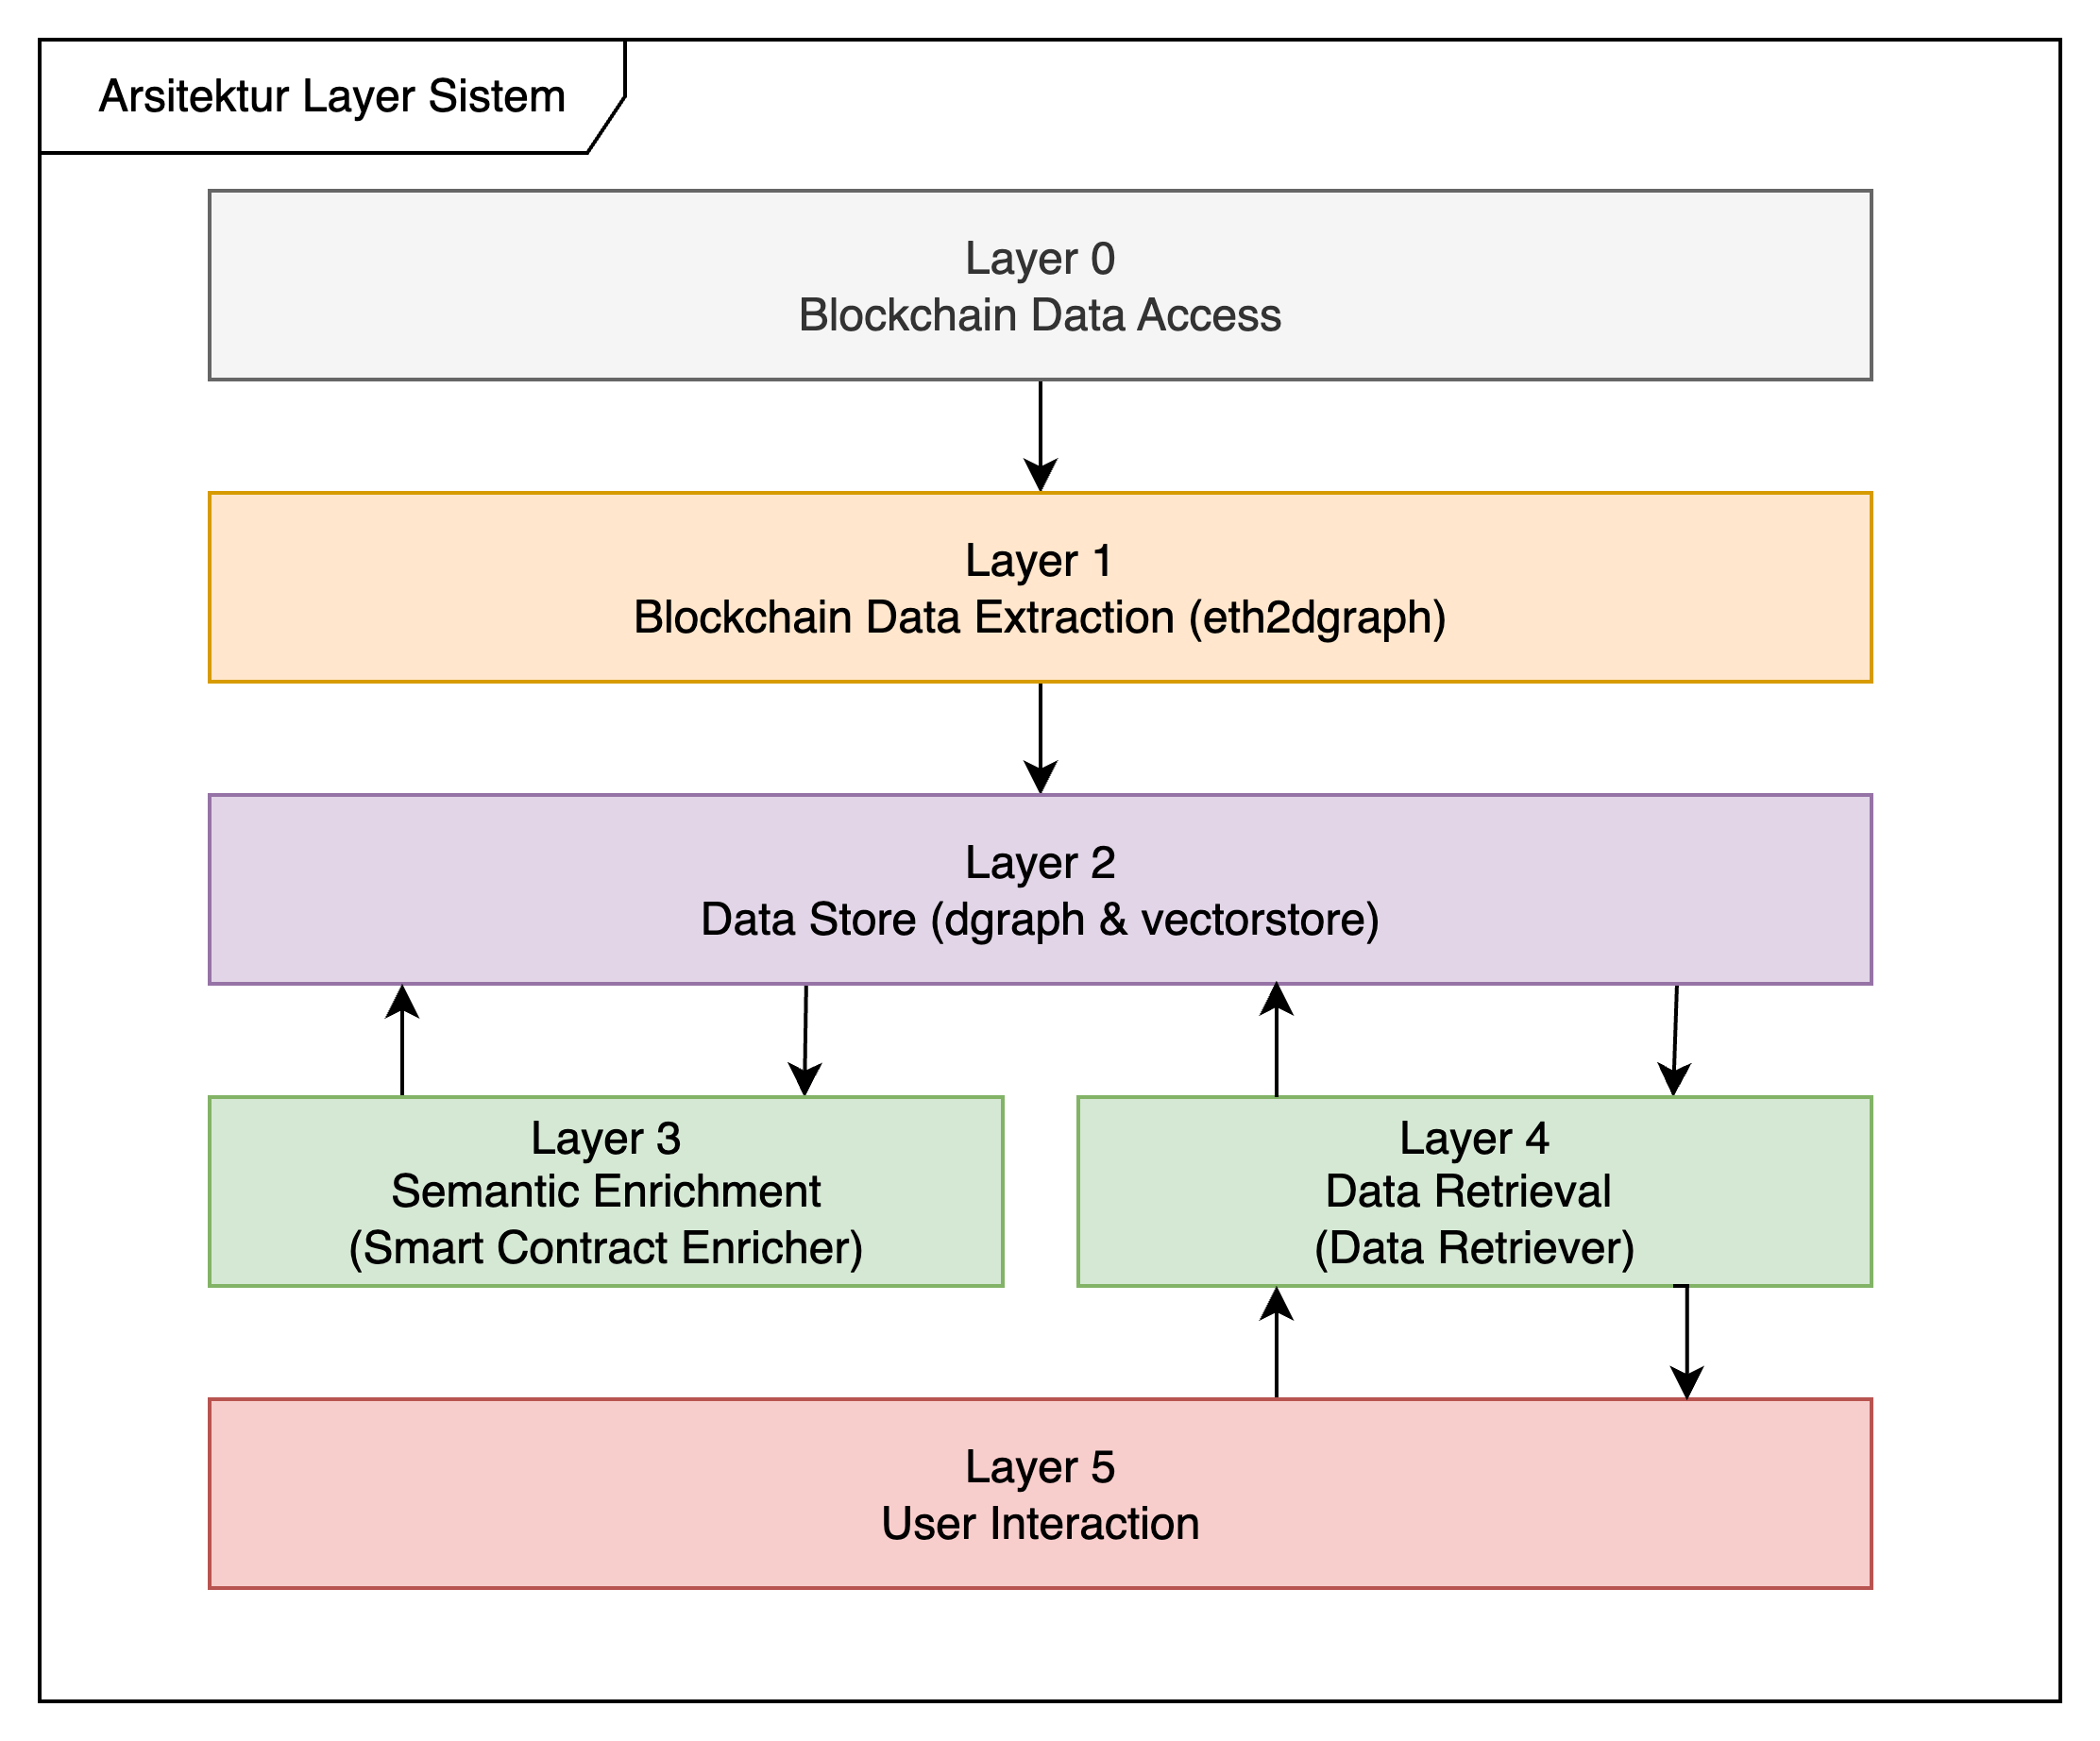 Arsitektur Layer Sistem
Layer 0
Blockchain Data Access
Layer 1
Blockchain Data Extraction (eth2dgraph)
Layer 2
Data Store (dgraph & vectorstore)
Layer 3
Semantic Enrichment
(Smart Contract Enricher)
Layer 4
Data Retrieval
(Data Retriever)
Layer 5
User Interaction